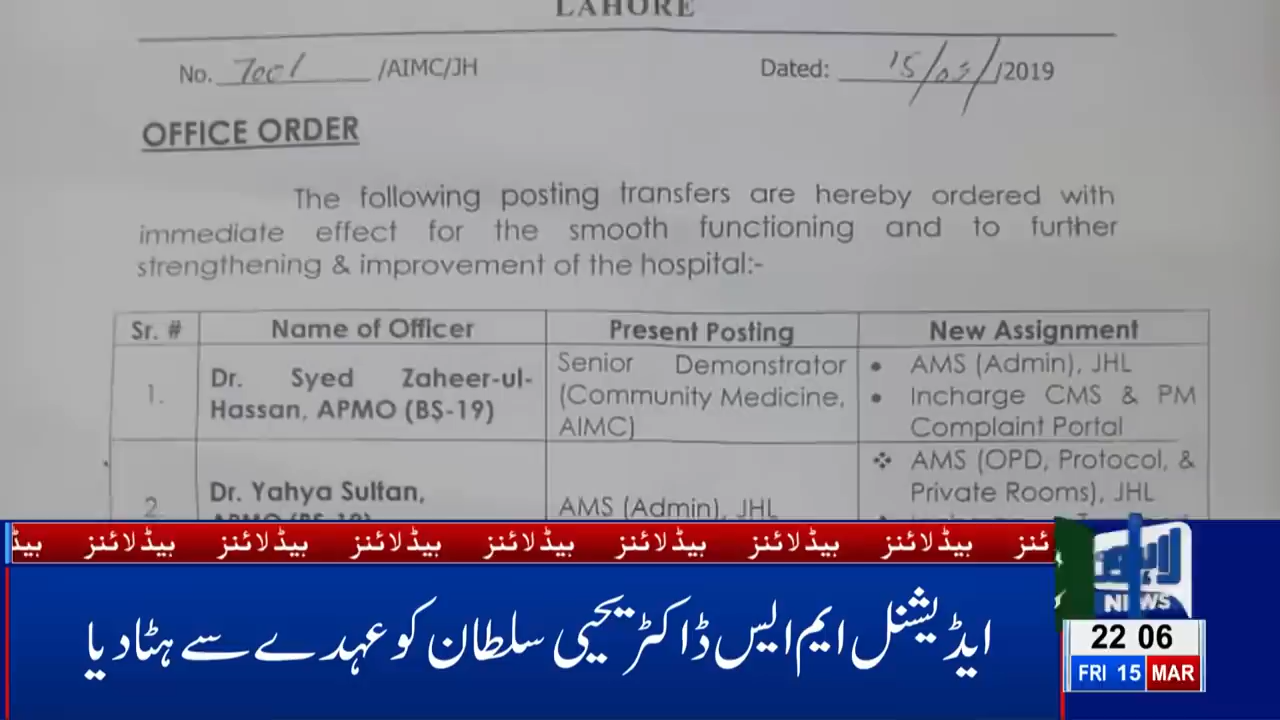 LAHORE
No. 7001 /AIMC/JH Dated: 15/03/2019
OFFICE ORDER
The following posting transfers are hereby ordered with
immediate effect for the smooth functioning and to further
strengthening & improvement of the hospital:-
Sr. # Name of Officer Present Posting New Assignment
1. Dr. Syed Zaheer-ul-
Hassan, APMO (BS-19)
Senior Demonstrator
(Community Medicine,
AIMC)
• AMS (Admin), JHL
• Incharge CMS & PM
Complaint Portal
2. Dr. Yahya Sultan,
APMO (BS-19)
AMS (Admin), JHL
❖ AMS (OPD, Protocol, &
Private Rooms), JHL
ہیڈلائنز ہیڈلائنز ہیڈلائنز ہیڈلائنز ہیڈلائنز ہیڈلائنز ہیڈلائنز
ایڈیشنل ایم ایس ڈاکٹر یحیی سلطان کو عہدے سے ہٹا دیا
لاہور
NEWS
22 06
FRI 15 MAR